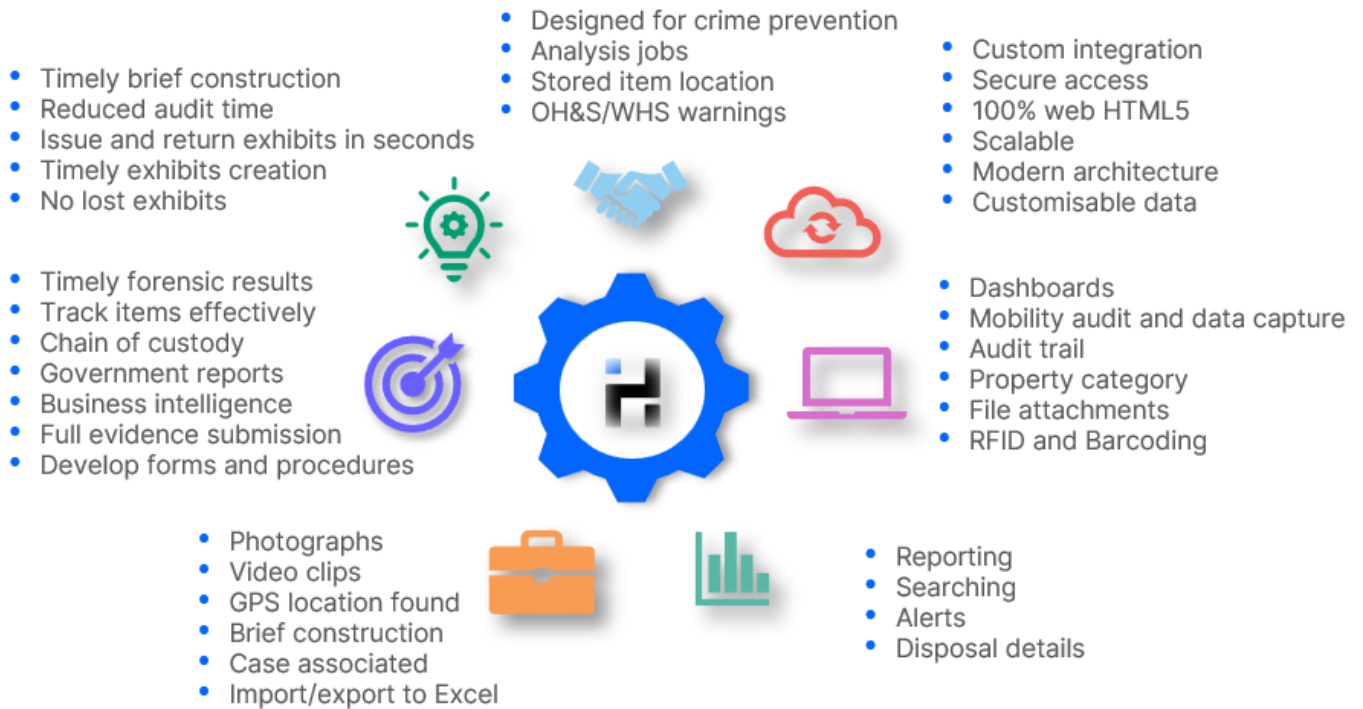 • Designed for crime prevention
• Analysis jobs
• Stored item location
• OH&S/WHS warnings
• Timely brief construction
• Reduced audit time
• Issue and return exhibits in seconds
• Timely exhibits creation
• No lost exhibits
• Custom integration
• Secure access
• 100% web HTML5
• Scalable
• Modern architecture
• Customisable data
• Timely forensic results
• Track items effectively
• Chain of custody
• Government reports
• Business intelligence
• Full evidence submission
• Develop forms and procedures
• Dashboards
• Mobility audit and data capture
• Audit trail
• Property category
• File attachments
• RFID and Barcoding
• Photographs
• Video clips
• GPS location found
• Brief construction
• Case associated
• Import/export to Excel
• Reporting
• Searching
• Alerts
• Disposal details